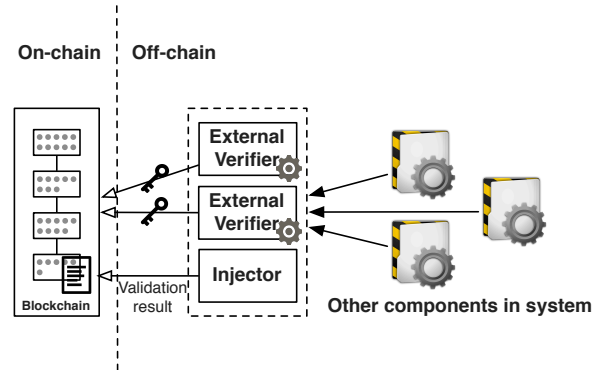 On-chain
Off-chain
External
Verifier
External
Verifier
Injector
Validation
result
Blockchain
Other components in system